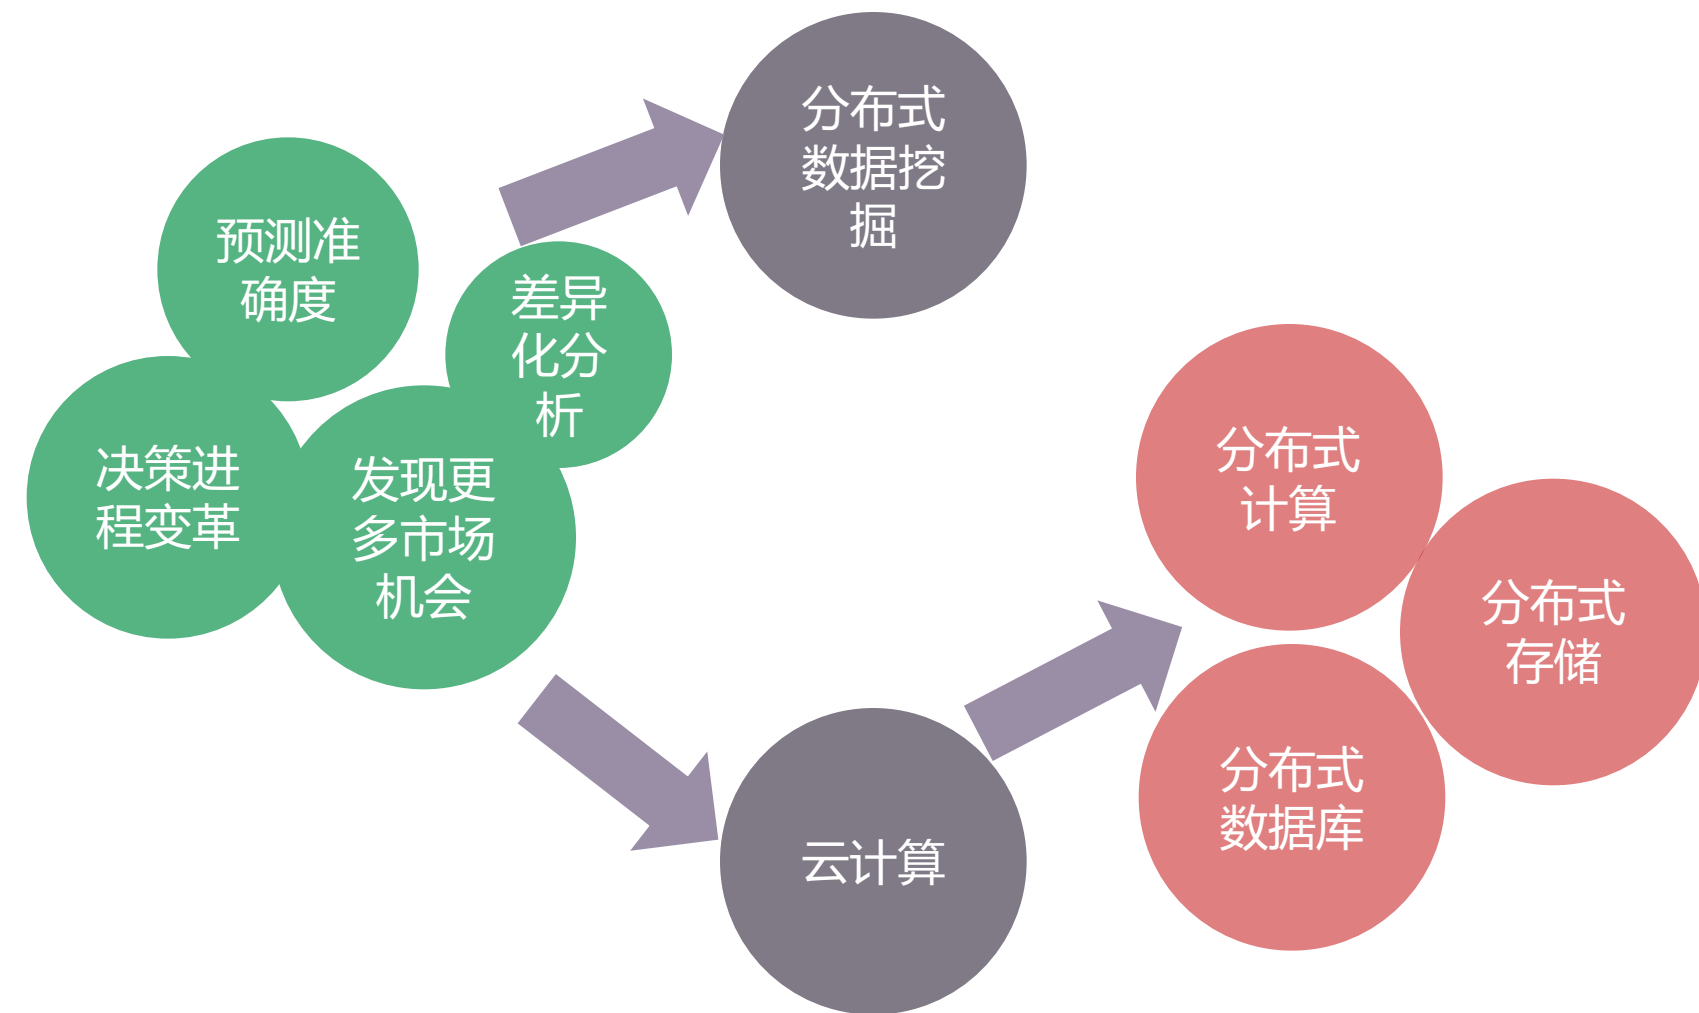 分布式
数据挖
掘
预测准
确度
差异
化分
析
决策进
程变革
发现更
多市场
机会
分布式
计算
分布式
存储
分布式
数据库
云计算